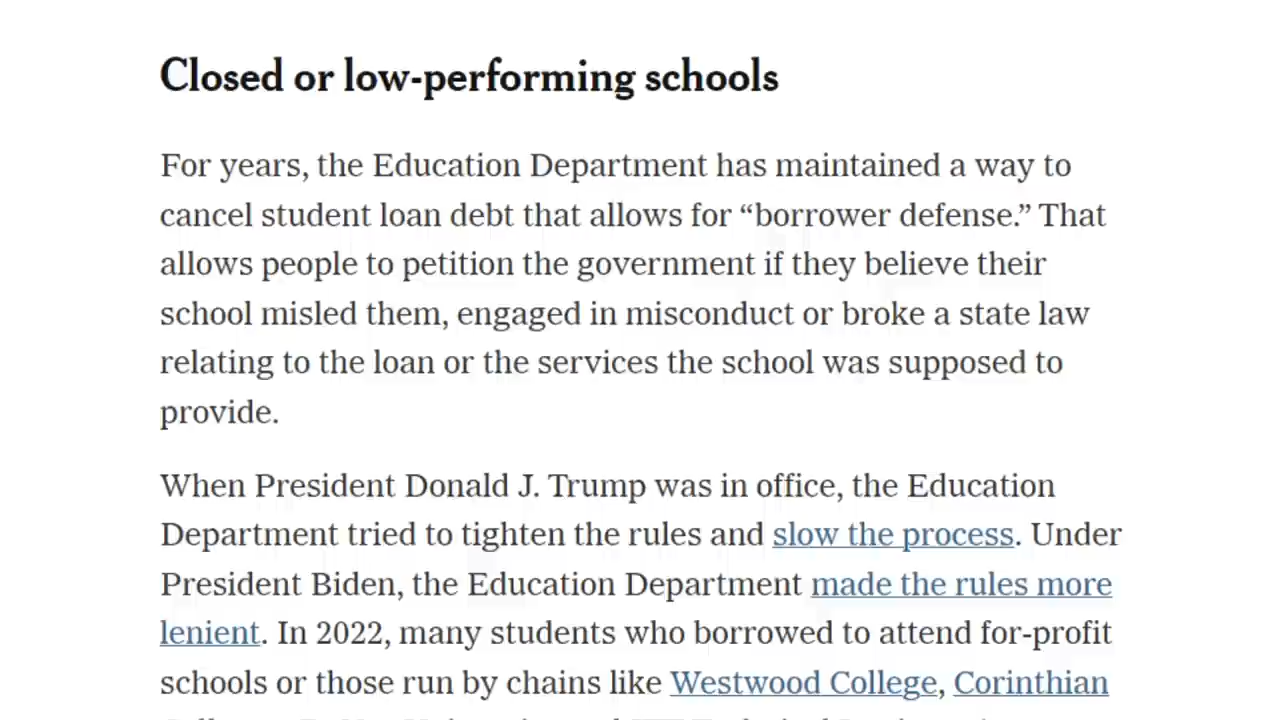 Closed or low-performing schools
For years, the Education Department has maintained a way to
cancel student loan debt that allows for “borrower defense.” That
allows people to petition the government if they believe their
school misled them, engaged in misconduct or broke a state law
relating to the loan or the services the school was supposed to
provide.
When President Donald J. Trump was in office, the Education
Department tried to tighten the rules and slow the process. Under
President Biden, the Education Department made the rules more
lenient. In 2022, many students who borrowed to attend for-profit
schools or those run by chains like Westwood College, Corinthian